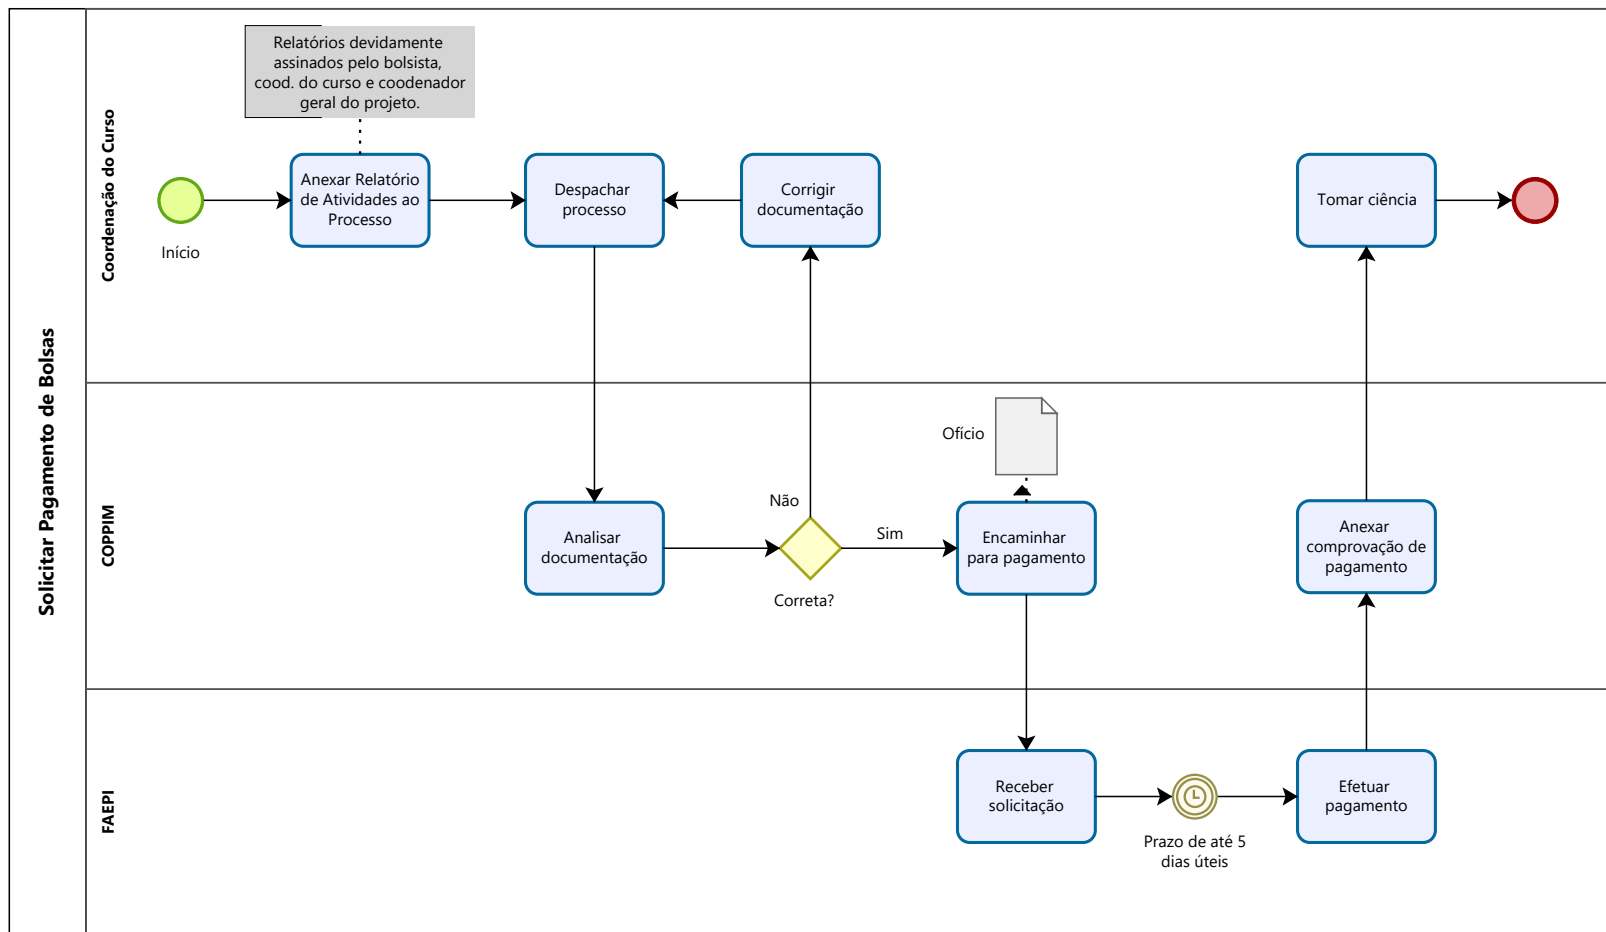 Solicitar Pagamento de Bolsas
Coordenação do Curso
Relatórios devidamente
assinados pelo bolsista,
cood. do curso e coodenador
geral do projeto.
Início
Anexar Relatório
de Atividades ao
Processo
Despachar
processo
Corrigir
documentação
Tomar ciência
COPPIM
Analisar
documentação
Não
Correta?
Sim
Ofício
Encaminhar
para pagamento
Anexar
comprovação de
pagamento
FAEPI
Receber
solicitação
Prazo de até 5
dias úteis
Efetuar
pagamento